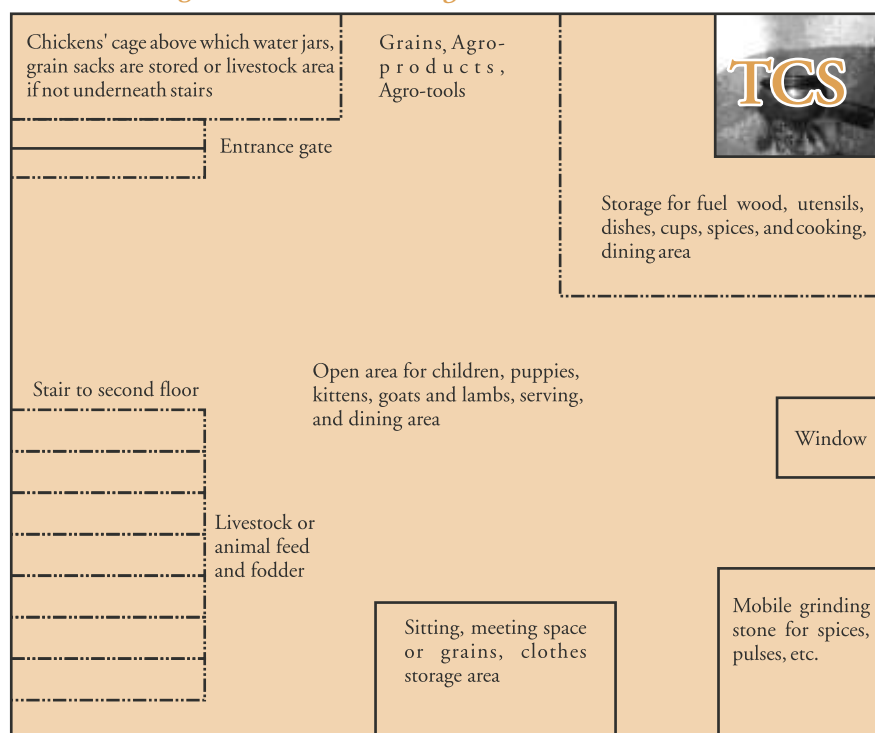 Chickens' cage above which water jars,
grain sacks are stored or livestock area
if not underneath stairs
Grains, Agro-
products,
Agro-tools
TCS
Entrance gate
Storage for fuel wood, utensils,
dishes, cups, spices, and cooking,
dining area
Stair to second floor
Open area for children, puppies,
kittens, goats and lambs, serving,
and dining area
Window
Livestock or
animal feed
and fodder
Sitting, meeting space
or grains, clothes
storage area
Mobile grinding
stone for spices,
pulses, etc.